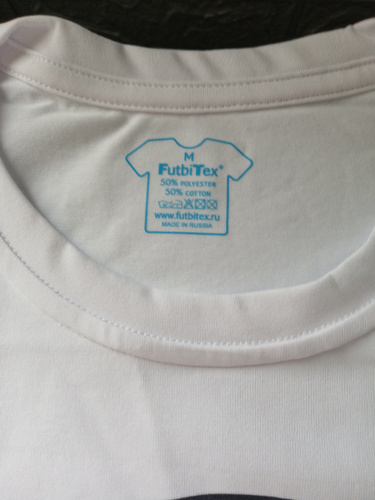 M
FutbiTex®
50% POLYESTER
50% COTTON
www.futbitex.ru
MADE IN RUSSIA